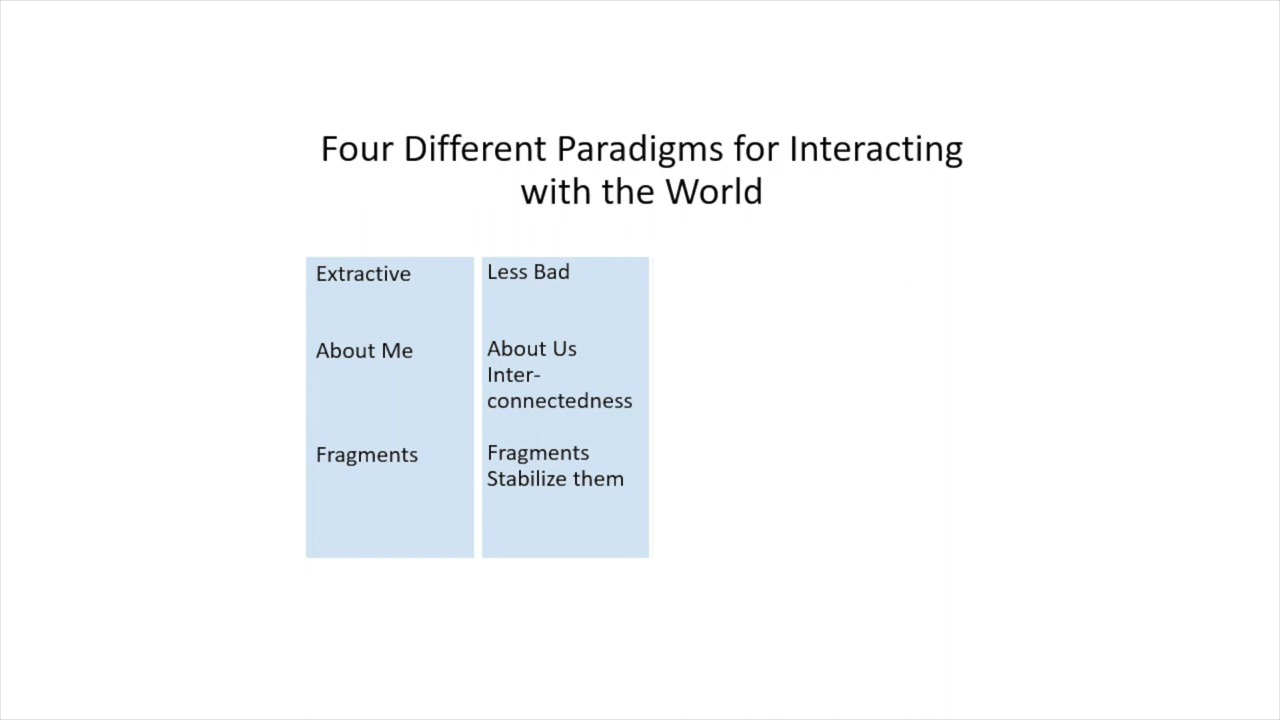 Four Different Paradigms for Interacting
with the World
Extractive
About Me
Fragments
Less Bad
About Us
Inter-
connectedness
Fragments
Stabilize them